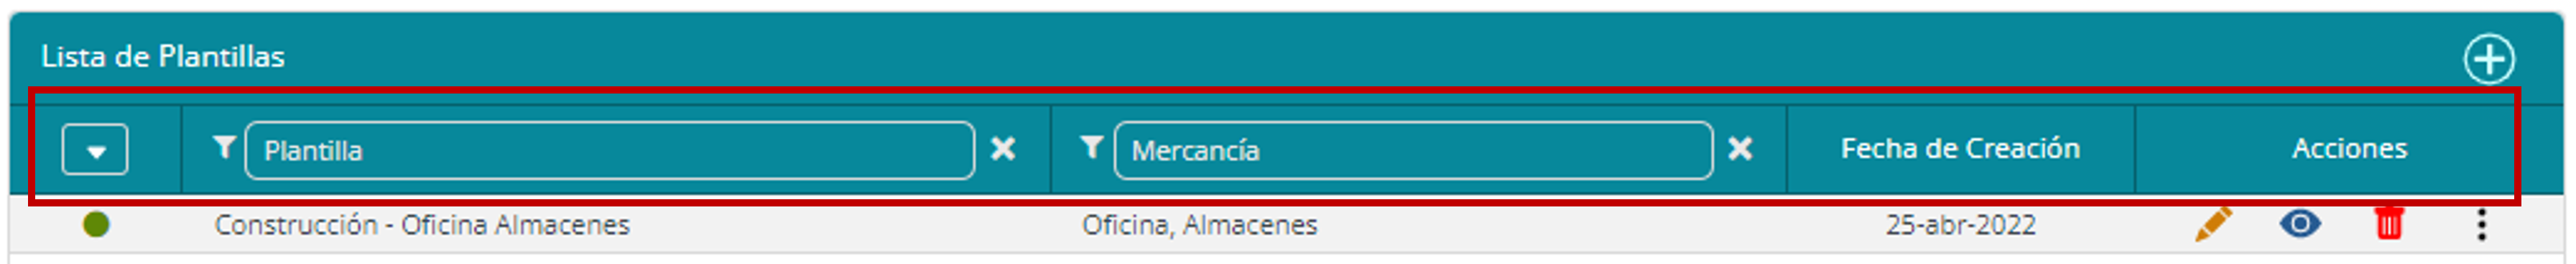 Lista de Plantillas
Plantilla Mercancía Fecha de Creación Acciones
Construcción - Oficina Almacenes Oficina, Almacenes 25-abr-2022